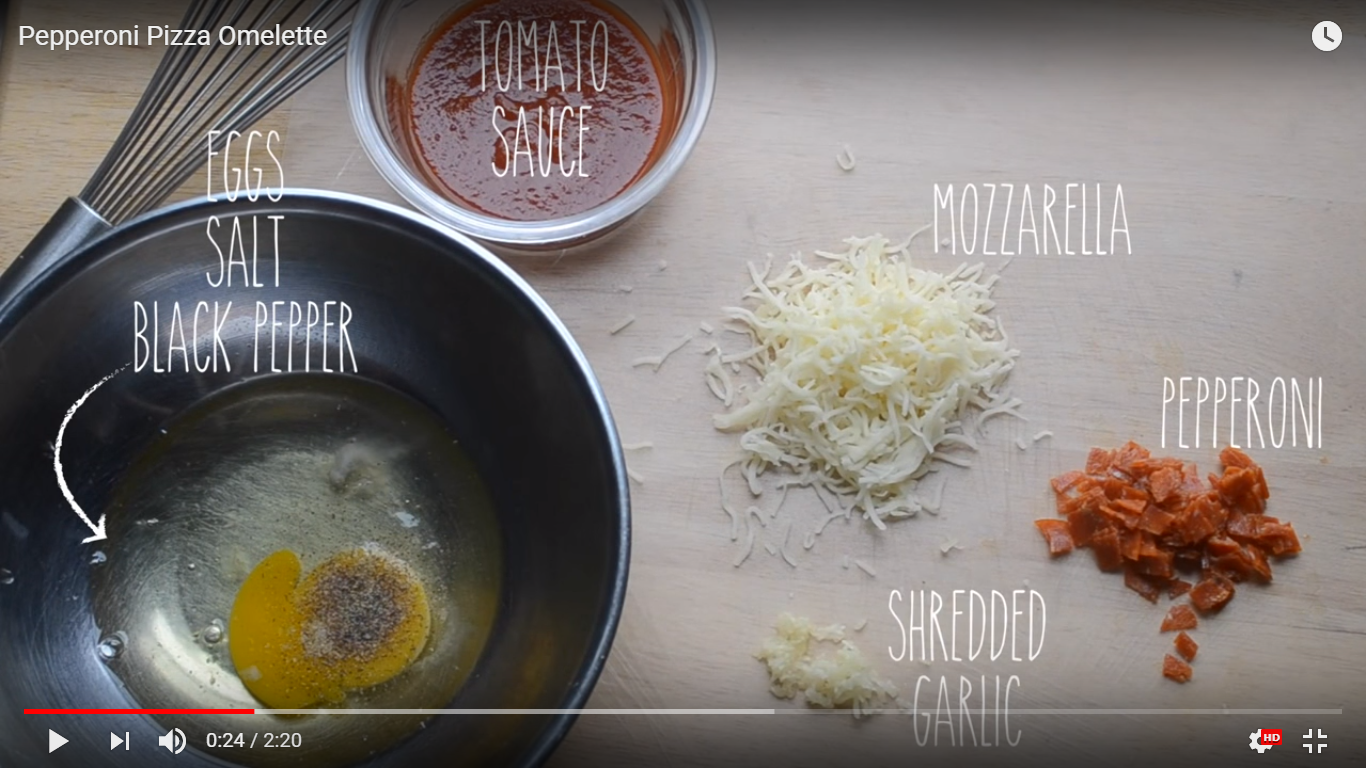 Pepperoni Pizza Omelette
TOMATO
SAUCE
EGGS
SALT
BLACK PEPPER
MOZZARELLA
PEPPERONI
SHREDDED
GARLIC
0:24 / 2:20
HD